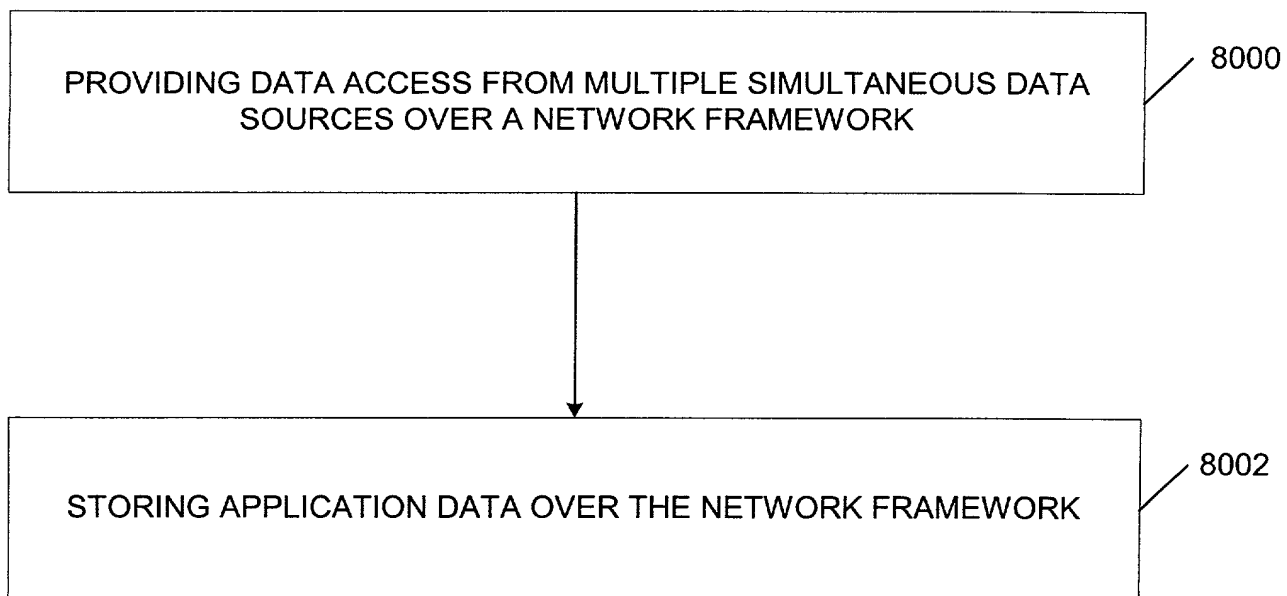 PROVIDING DATA ACCESS FROM MULTIPLE SIMULTANEOUS DATA
SOURCES OVER A NETWORK FRAMEWORK
8000
STORING APPLICATION DATA OVER THE NETWORK FRAMEWORK
8002